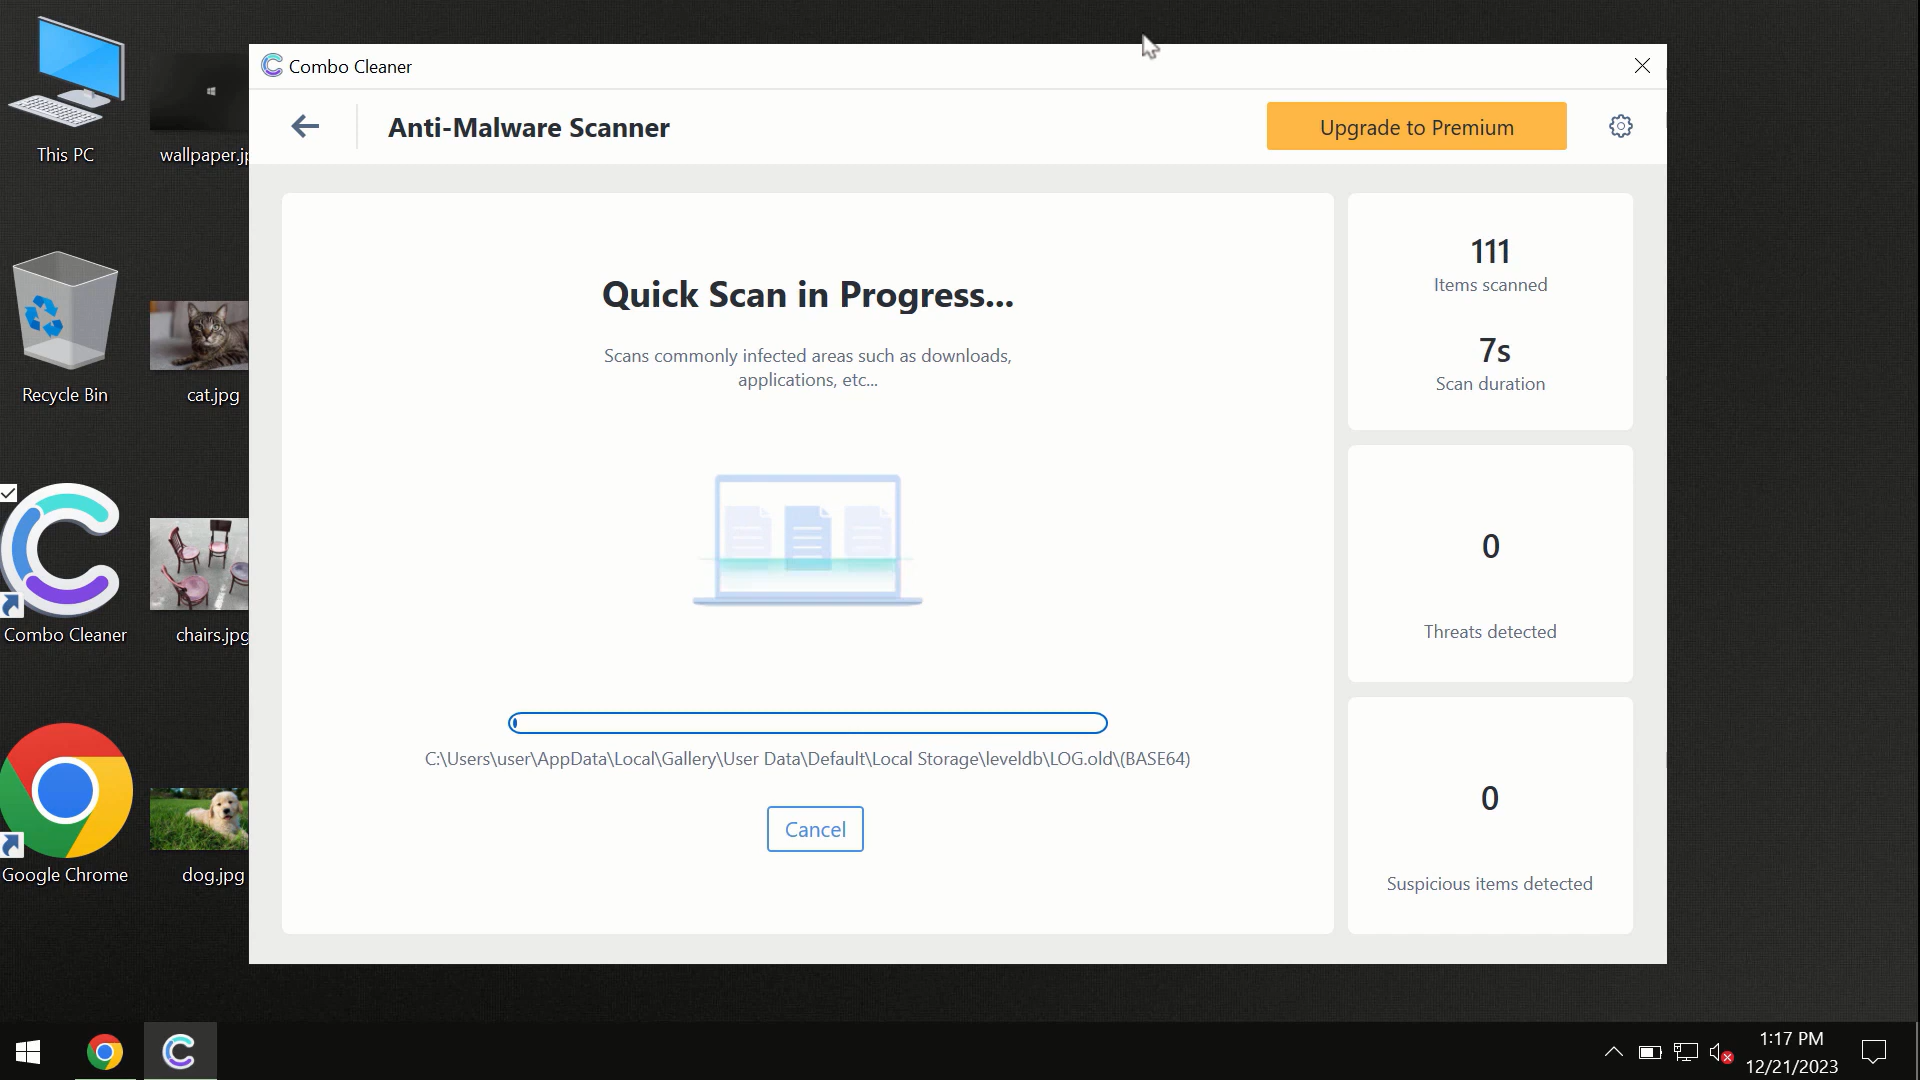 This PC
wallpaper.jp
Recycle Bin
cat.jpg
Combo Cleaner
chairs.jpg
Google Chrome
dog.jpg
Combo Cleaner
Anti-Malware Scanner
Upgrade to Premium
Quick Scan in Progress...
Scans commonly infected areas such as downloads,
applications, etc...
C:\Users\user\AppData\Local\Gallery\User Data\Default\Local Storage\leveldb\LOG.old\(BASE64)
Cancel
111
Items scanned
7s
Scan duration
0
Threats detected
0
Suspicious items detected
1:17 PM
12/21/2023